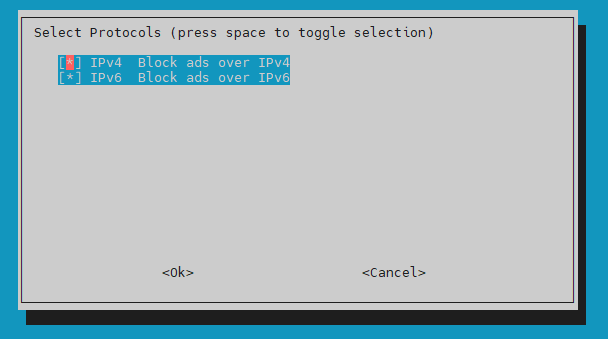 Select Protocols (press space to toggle selection)
[*] IPv4  Block ads over IPv4
[*] IPv6  Block ads over IPv6
<Ok> <Cancel>